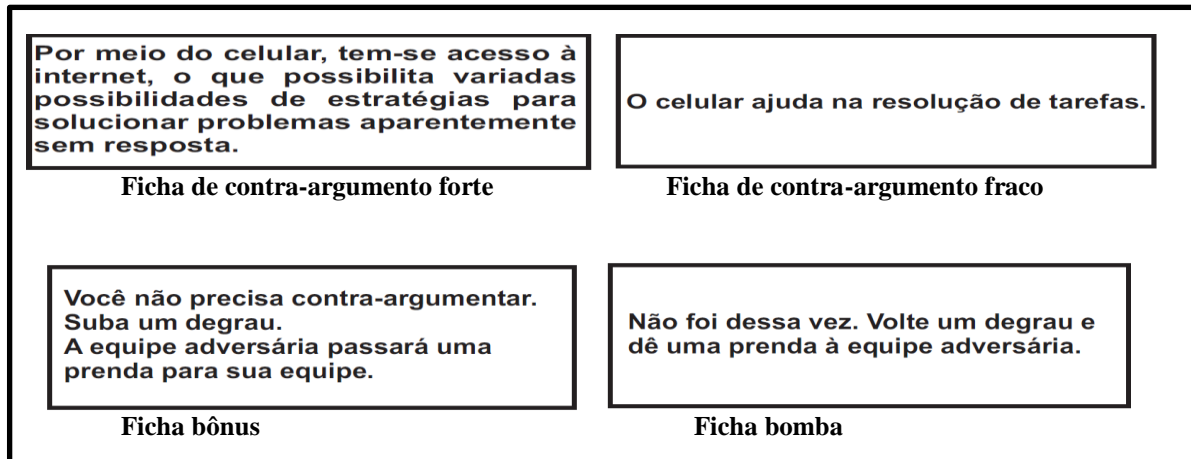 Por meio do celular, tem-se acesso à
internet, o que possibilita variadas
possibilidades de estratégias para
solucionar problemas aparentemente
sem resposta.
Ficha de contra-argumento forte
O celular ajuda na resolução de tarefas.
Ficha de contra-argumento fraco
Você não precisa contra-argumentar.
Suba um degrau.
A equipe adversária passará uma
prenda para sua equipe.
Ficha bônus
Não foi dessa vez. Volte um degrau e
dê uma prenda à equipe adversária.
Ficha bomba